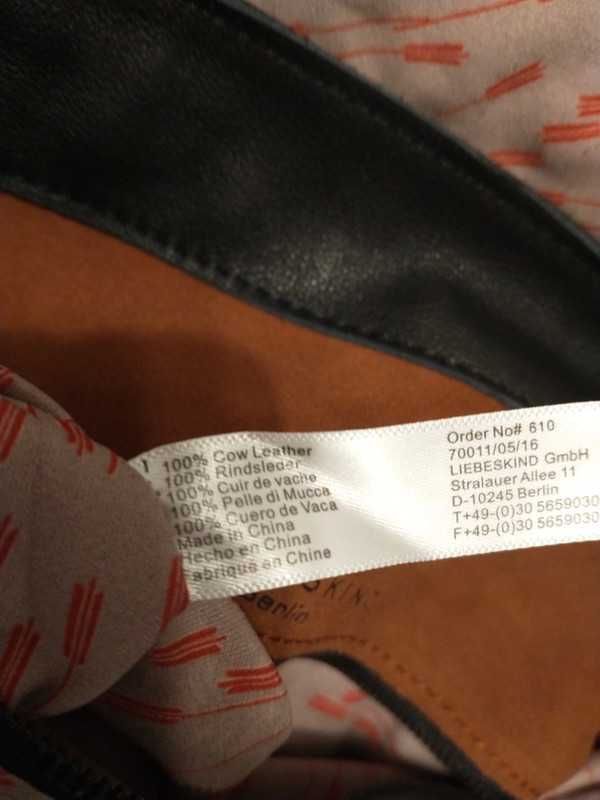 100% Cow Leather
100% Rindsleder
100% Cuir de vache
100% Pelle di Mucca
100% Cuero de Vaca
Made in China
Hecho en China
Fabriqué en Chine
Order No# 610
70011/05/16
LIEBESKIND GmbH
Stralauer Allee 11
D-10245 Berlin
T+49-(0)30 5659030
F+49-(0)30 5659030
Berlin